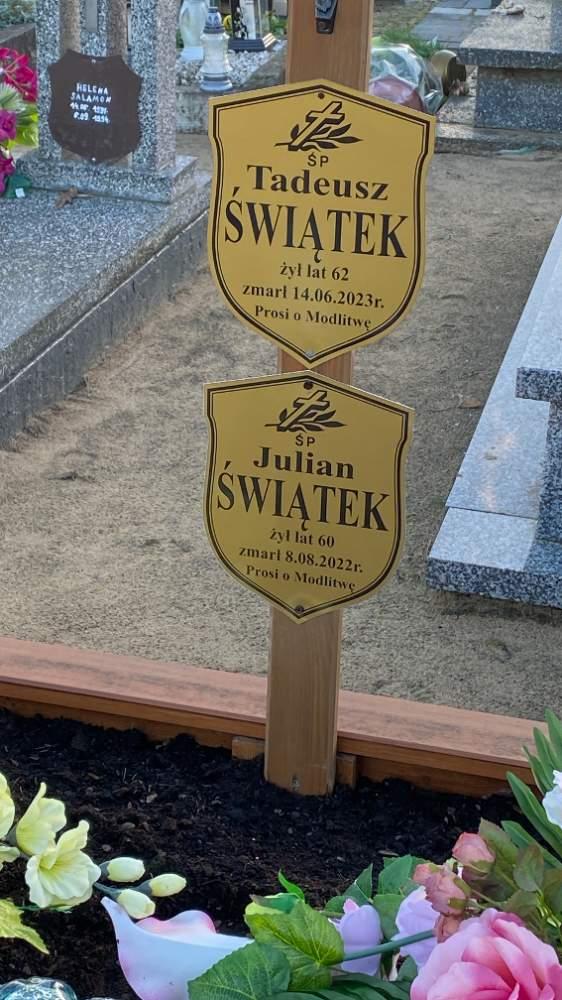 HELENA
SALAMON
ŚP
Tadeusz
ŚWIĄTEK
żył lat 62
zmarł 14.06.2023r.
Prosi o Modlitwę
ŚP
Julian
ŚWIĄTEK
żył lat 60
zmarł 8.08.2022r.
Prosi o Modlitwę